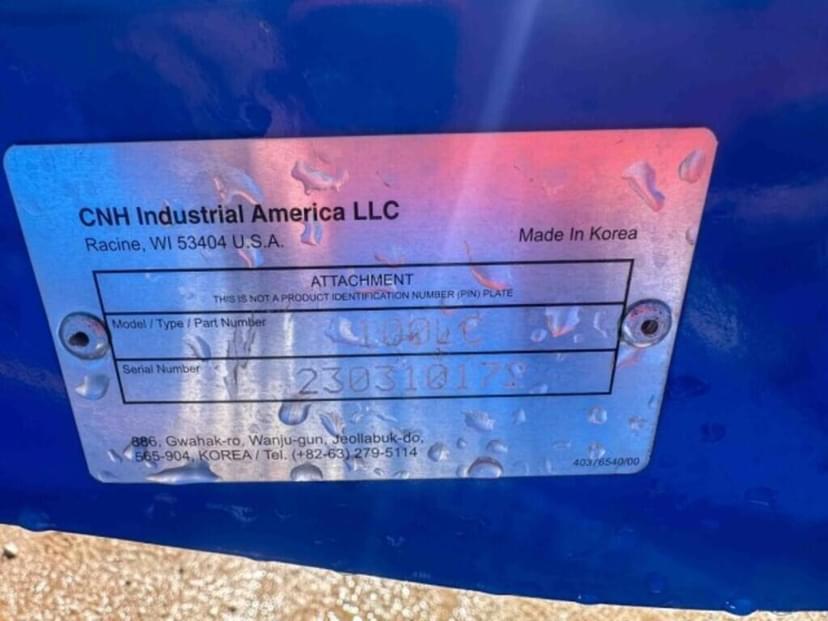 CNH Industrial America LLC
Racine, WI 53404 U.S.A.
Made In Korea
ATTACHMENT
THIS IS NOT A PRODUCT IDENTIFICATION NUMBER (PIN) PLATE
Model / Type / Part Number
100LC
Serial Number
886, Gwahak-ro, Wanju-gun, Jeollabuk-do,
565-904, KOREA / Tel. (+82-63) 279-5114
40376540/00